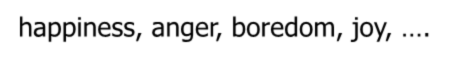 happiness, anger, boredom, joy, ....